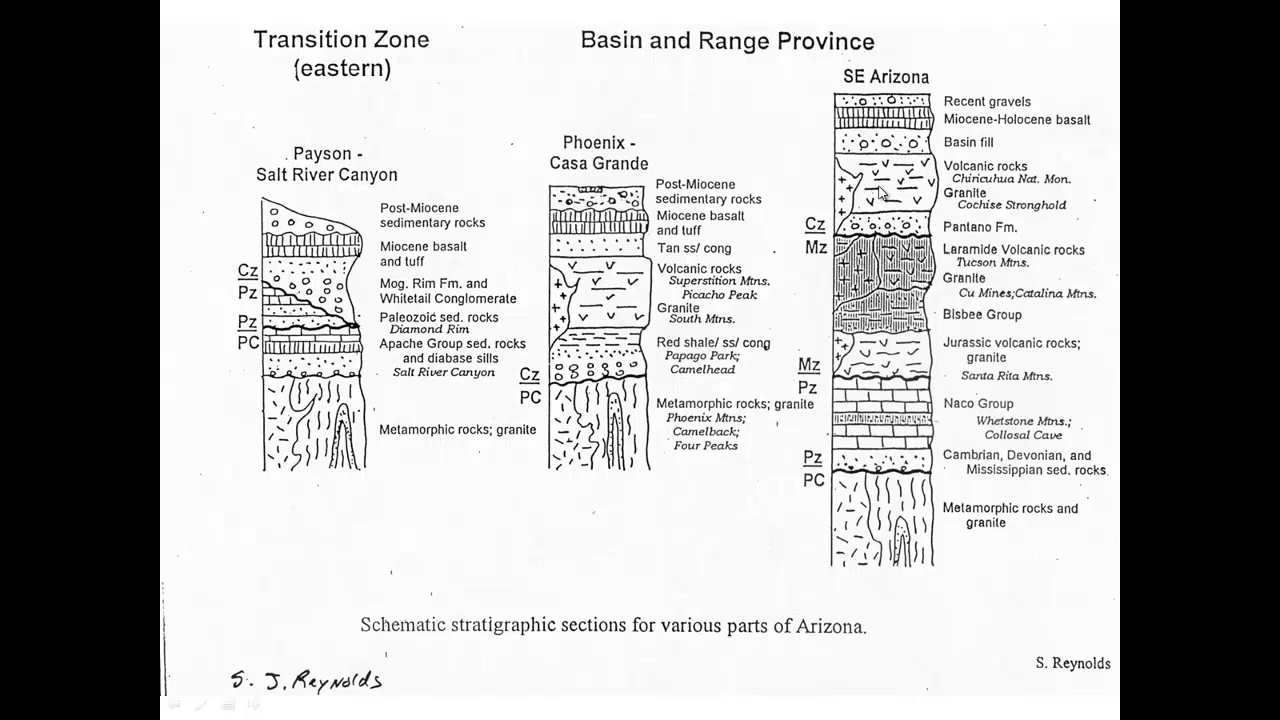 Transition Zone
(eastern)
Basin and Range Province
SE Arizona
Recent gravels
Miocene-Holocene basalt
Basin fill
Volcanic rocks
Chiricuhua Nat. Mon.
Granite
Cochise Stronghold
Pantano Fm.
Cz
Mz
Laramide Volcanic rocks
Tucson Mtns.
Granite
Cu Mines;Catalina Mtns.
Bisbee Group
Jurassic volcanic rocks;
granite
Santa Rita Mtns.
Mz
Pz
Naco Group
Whetstone Mtns.;
Collosal Cave
Pz
PC
Cambrian, Devonian, and
Mississippian sed. rocks
Metamorphic rocks and
granite
Phoenix -
Casa Grande
Post-Miocene
sedimentary rocks
Miocene basalt
and tuff
Tan ss/ cong
Volcanic rocks
Superstition Mtns.
Picacho Peak
Granite
South Mtns.
Red shale/ ss/ cong
Papago Park;
Camelhead
Cz
PC
Metamorphic rocks; granite
Phoenix Mtns;
Camelback;
Four Peaks
Payson -
Salt River Canyon
Post-Miocene
sedimentary rocks
Miocene basalt
and tuff
Cz
Pz
Mog. Rim Fm. and
Whitetail Conglomerate
Paleozoic sed. rocks
Diamond Rim
Pz
PC
Apache Group sed. rocks
and diabase sills
Salt River Canyon
Metamorphic rocks; granite
Schematic stratigraphic sections for various parts of Arizona.
S. Reynolds
S. J. Reynolds